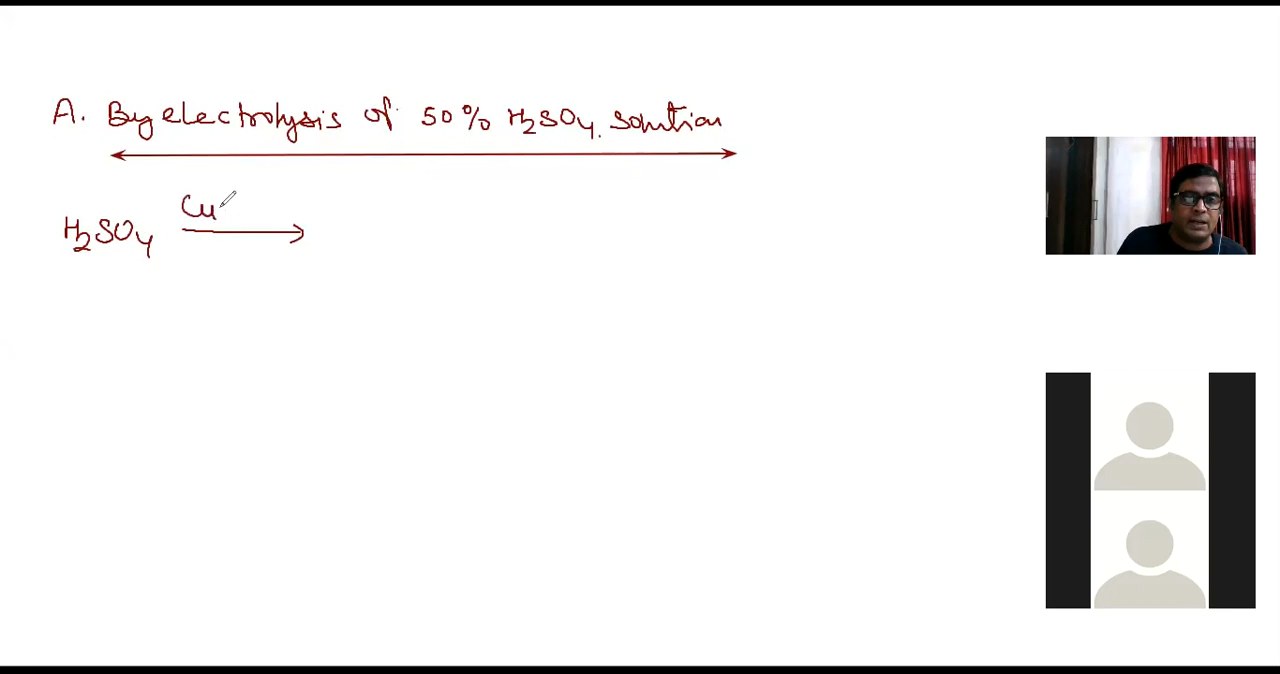 A. By electrolysis of 50% H2SO4. solution
Cu
H2SO4 →